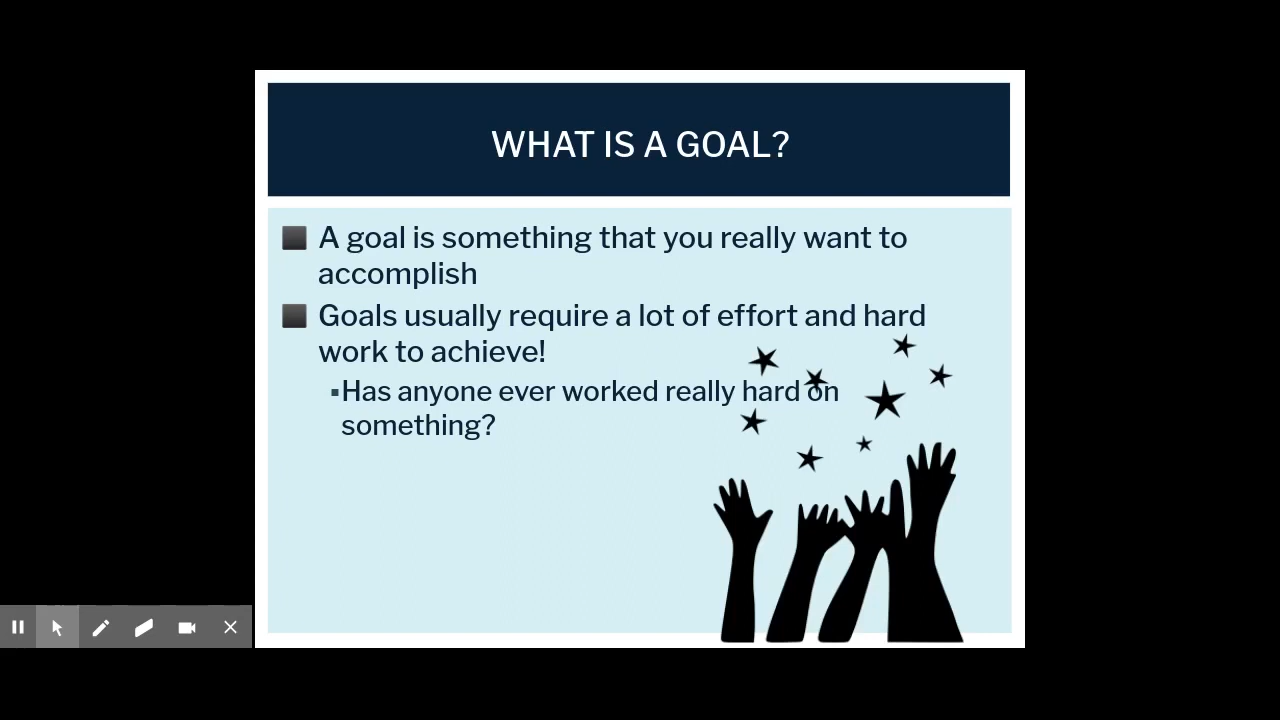 WHAT IS A GOAL?
A goal is something that you really want to
accomplish
Goals usually require a lot of effort and hard
work to achieve!
Has anyone ever worked really hard on
something?